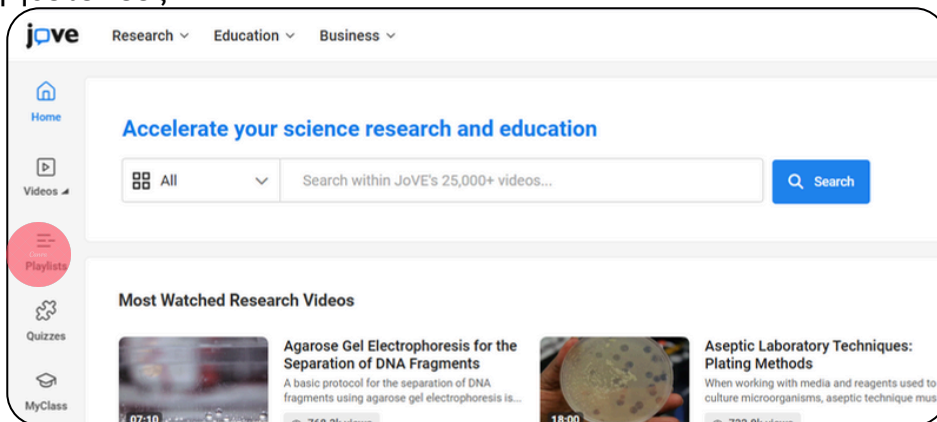 jove Research Education Business
Home
Accelerate your science research and education
All Search within JoVE's 25,000+ videos... Search
Videos
Playlists
Most Watched Research Videos
Quizzes
Agarose Gel Electrophoresis for the
Separation of DNA Fragments
A basic protocol for the separation of DNA
fragments using agarose gel electrophoresis is...
07:10
Aseptic Laboratory Techniques:
Plating Methods
When working with media and reagents used to
culture microorganisms, aseptic technique mus
18:00
MyClass